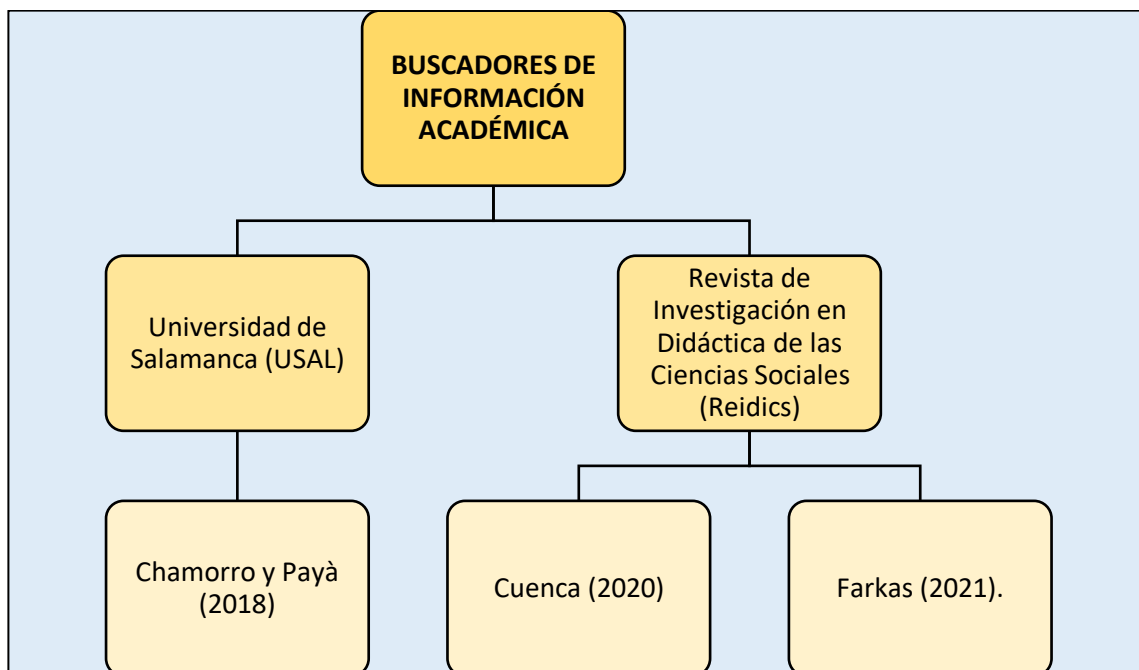 BUSCADORES DE
INFORMACIÓN
ACADÉMICA
Universidad de
Salamanca (USAL)
Revista de
Investigación en
Didáctica de las
Ciencias Sociales
(Reidics)
Chamorro y Payà
(2018)
Cuenca (2020)
Farkas (2021).